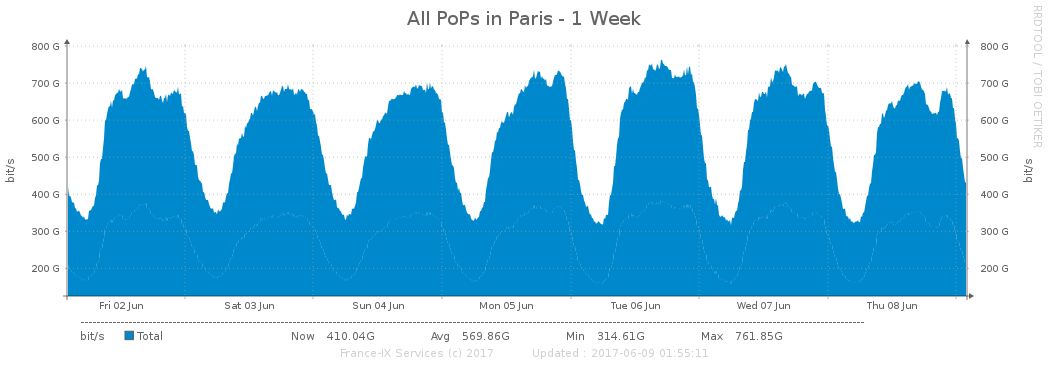 All PoPs in Paris - 1 Week
RRDTOOL / TOBI OETIKER
800 G 800 G
700 G 700 G
600 G 600 G
500 G 500 G
400 G 400 G
300 G 300 G
200 G 200 G
bit/s
bit/s
Fri 02 Jun Sat 03 Jun Sun 04 Jun Mon 05 Jun Tue 06 Jun Wed 07 Jun Thu 08 Jun
bit/s Total Now 410.04G Avg 569.86G Min 314.61G Max 761.85G
France-IX Services (c) 2017 Updated : 2017-06-09 01:55:11